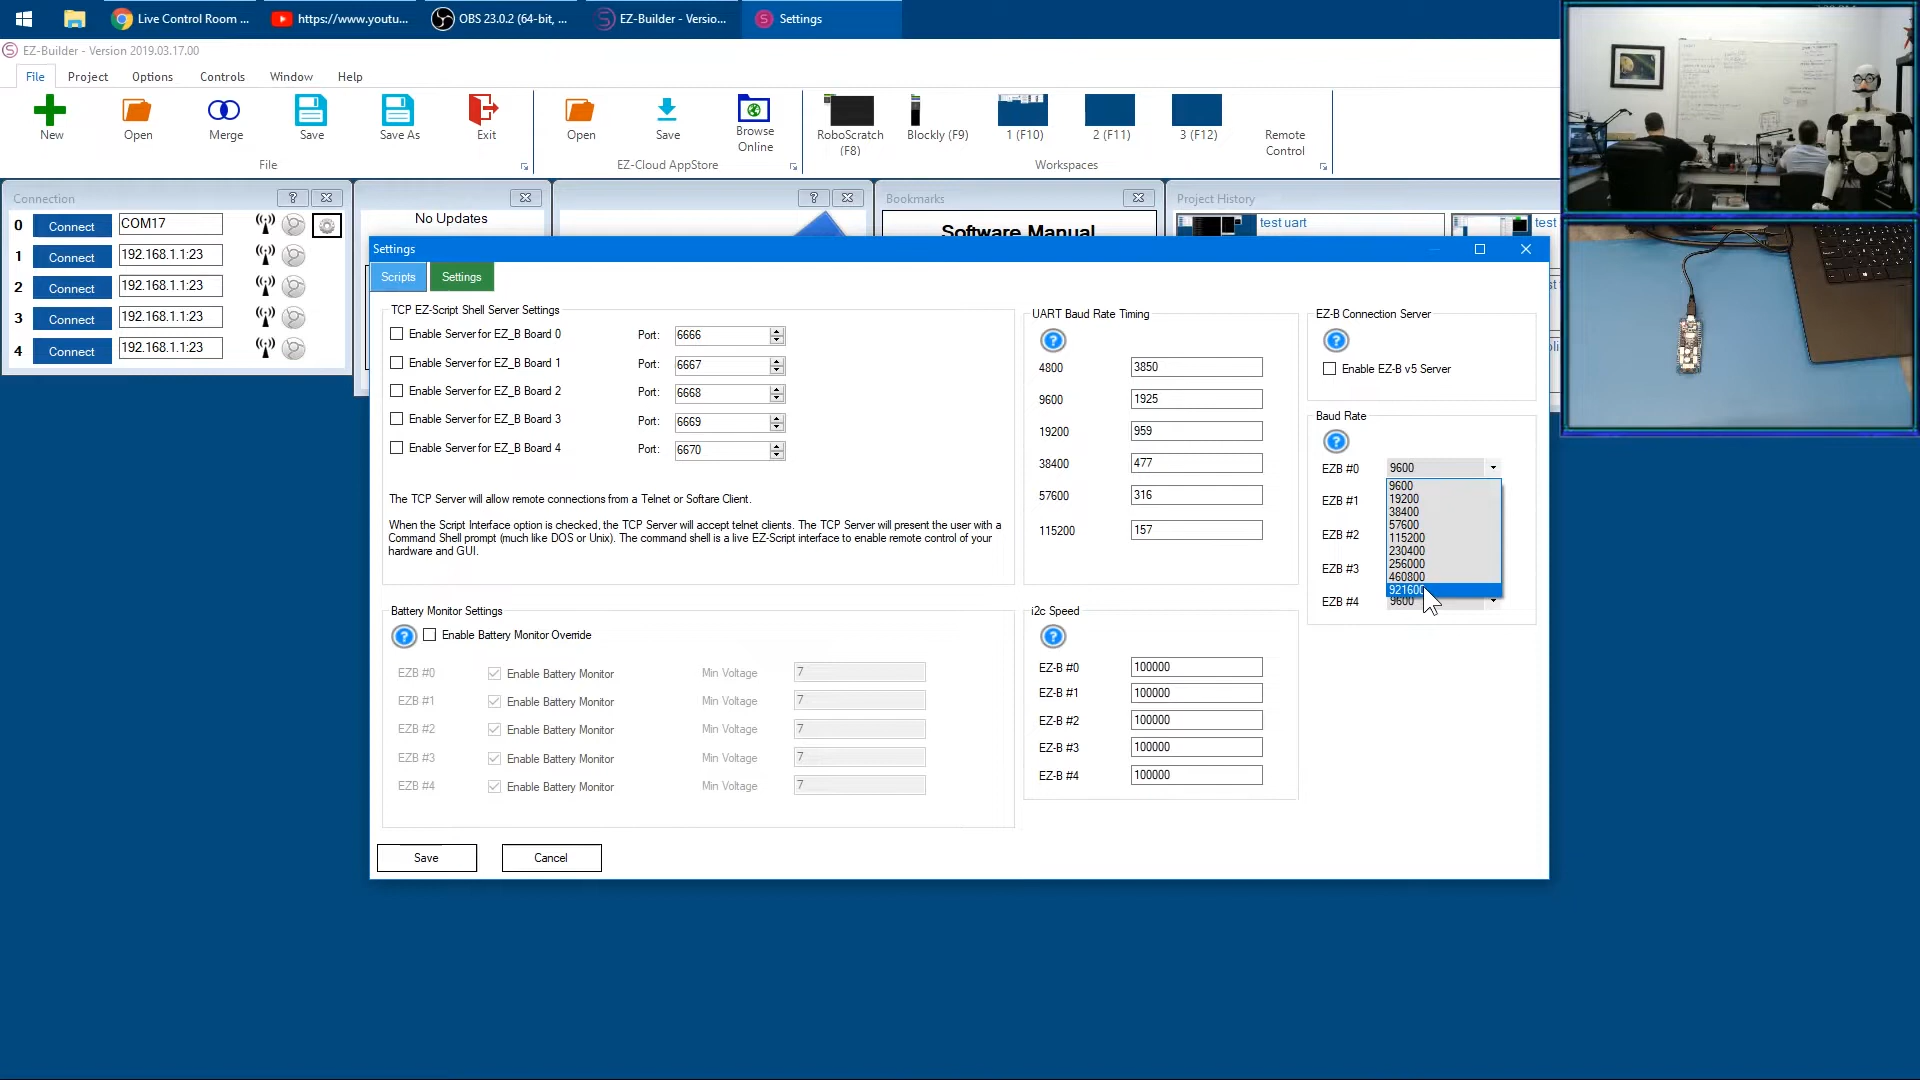 Live Control Room ...
https://www.youtu...
OBS 23.0.2 (64-bit, ...
EZ-Builder - Versio...
Settings
EZ-Builder - Version 2019.03.17.00
File
Project
Options
Controls
Window
Help
New
Open
Merge
Save
Save As
Exit
Open
Save
Browse
Online
RoboScratch
(F8)
Blockly (F9)
1 (F10)
2 (F11)
3 (F12)
Remote
Control
File
EZ-Cloud AppStore
Workspaces
Connection
?
0 Connect COM17
1 Connect 192.168.1.1:23
2 Connect 192.168.1.1:23
3 Connect 192.168.1.1:23
4 Connect 192.168.1.1:23
No Updates
?
Bookmarks
Software Manual
Project History
test uart
test
Settings
Scripts
Settings
TCP EZ-Script Shell Server Settings
Enable Server for EZ_B Board 0 Port: 6666
Enable Server for EZ_B Board 1 Port: 6667
Enable Server for EZ_B Board 2 Port: 6668
Enable Server for EZ_B Board 3 Port: 6669
Enable Server for EZ_B Board 4 Port: 6670
The TCP Server will allow remote connections from a Telnet or Softare Client.
When the Script Interface option is checked, the TCP Server will accept telnet clients. The TCP Server will present the user with a
Command Shell prompt (much like DOS or Unix). The command shell is a live EZ-Script interface to enable remote control of your
hardware and GUI.
Battery Monitor Settings
? Enable Battery Monitor Override
EZB #0 Enable Battery Monitor Min Voltage 7
EZB #1 Enable Battery Monitor Min Voltage 7
EZB #2 Enable Battery Monitor Min Voltage 7
EZB #3 Enable Battery Monitor Min Voltage 7
EZB #4 Enable Battery Monitor Min Voltage 7
Save
Cancel
UART Baud Rate Timing
?
4800 3850
9600 1925
19200 959
38400 477
57600 316
115200 157
i2c Speed
?
EZ-B #0 100000
EZ-B #1 100000
EZ-B #2 100000
EZ-B #3 100000
EZ-B #4 100000
EZ-B Connection Server
?
Enable EZ-B v5 Server
Baud Rate
?
EZB #0 9600
EZB #1
EZB #2
EZB #3
EZB #4 9600
9600
19200
38400
57600
115200
230400
256000
460800
921600